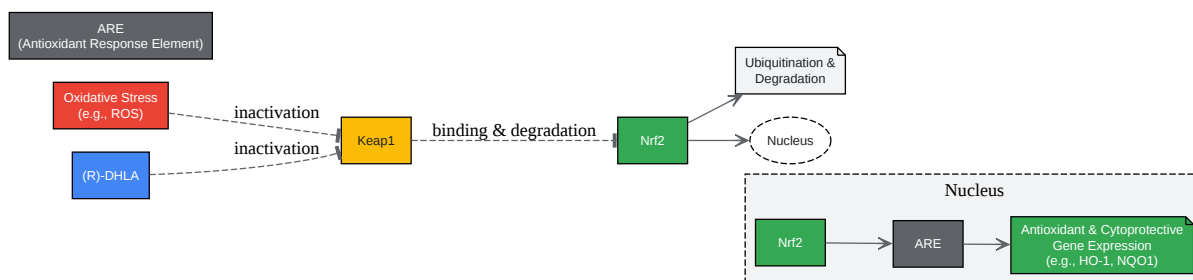 ARE
(Antioxidant Response Element)
Oxidative Stress
(e.g., ROS)
(R)-DHLA
inactivation
inactivation
Keap1
binding & degradation
Nrf2
Ubiquitination &
Degradation
Nucleus
Nucleus
Nrf2
ARE
Antioxidant & Cytoprotective
Gene Expression
(e.g., HO-1, NQO1)